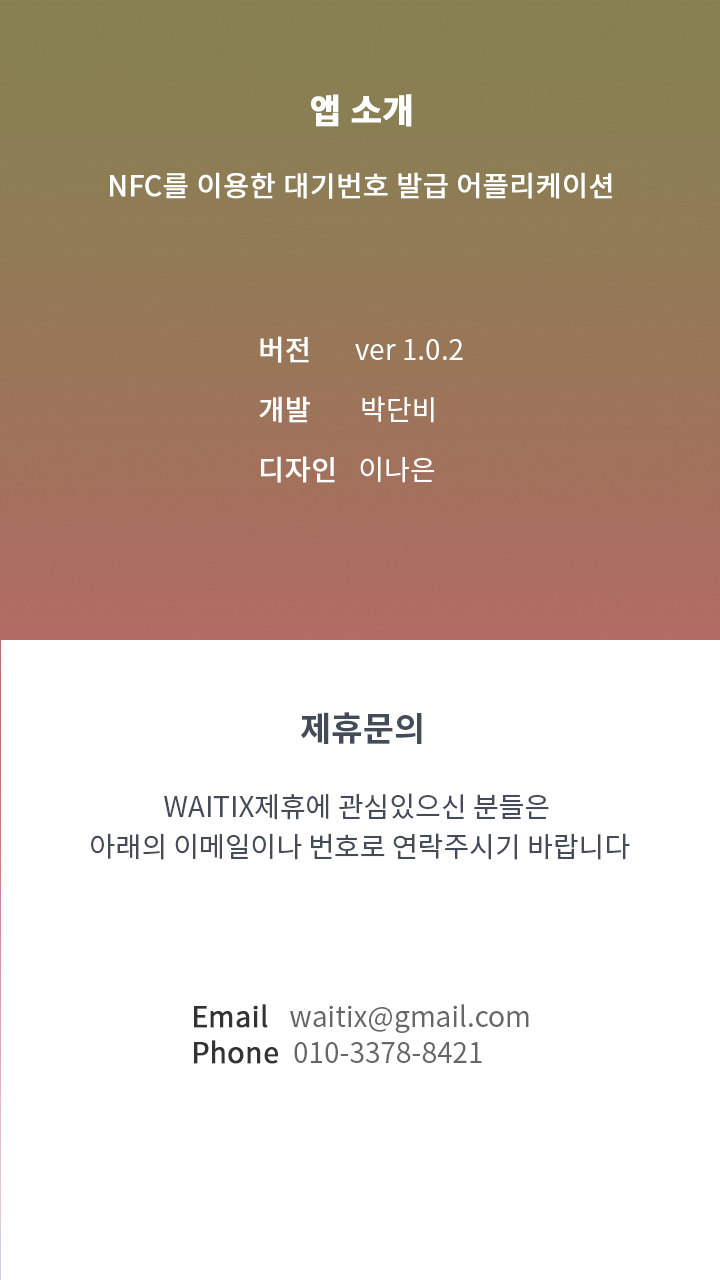 앱 소개
NFC를 이용한 대기번호 발급 어플리케이션
버전 ver 1.0.2
개발 박단비
디자인 이나은
제휴문의
WAITIX제휴에 관심있으신 분들은
아래의 이메일이나 번호로 연락주시기 바랍니다
Email waitix@gmail.com
Phone 010-3378-8421